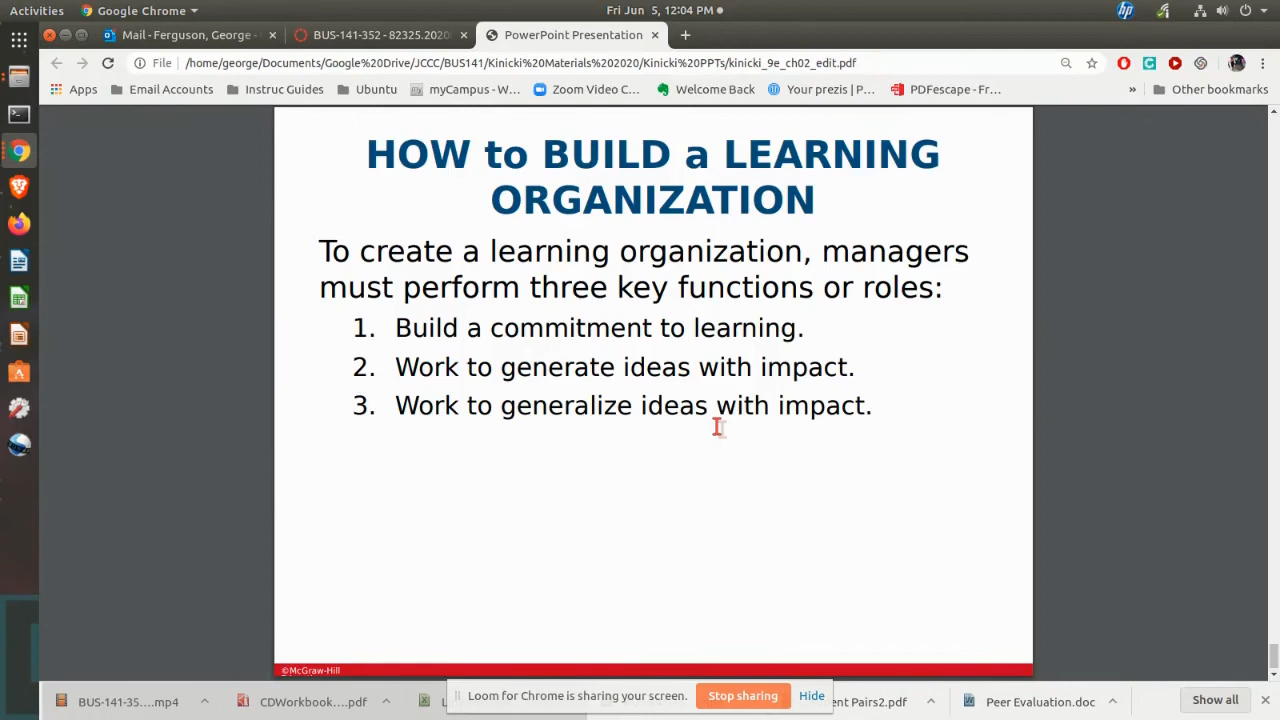 Activities
Google Chrome
Fri Jun 5, 12:04 PM
Mail - Ferguson, George -
BUS-141-352 - 82325.2020
PowerPoint Presentation
File
/home/george/Documents/Google%20Drive/JCCC/BUS141/Kinicki%20Materials%202020/Kinicki%20PPTs/kinicki_9e_ch02_edit.pdf
Apps
Email Accounts
Instruc Guides
Ubuntu
myCampus - W...
Zoom Video C...
Welcome Back
Your prezis | P...
PDFescape - Fr...
»
Other bookmarks
HOW to BUILD a LEARNING
ORGANIZATION
To create a learning organization, managers
must perform three key functions or roles:
1. Build a commitment to learning.
2. Work to generate ideas with impact.
3. Work to generalize ideas with impact.
©McGraw-Hill
BUS-141-35....mp4
CDWorkbook....pdf
Loom for Chrome is sharing your screen.
Stop sharing
Hide
Pairs2.pdf
Peer Evaluation.doc
Show all